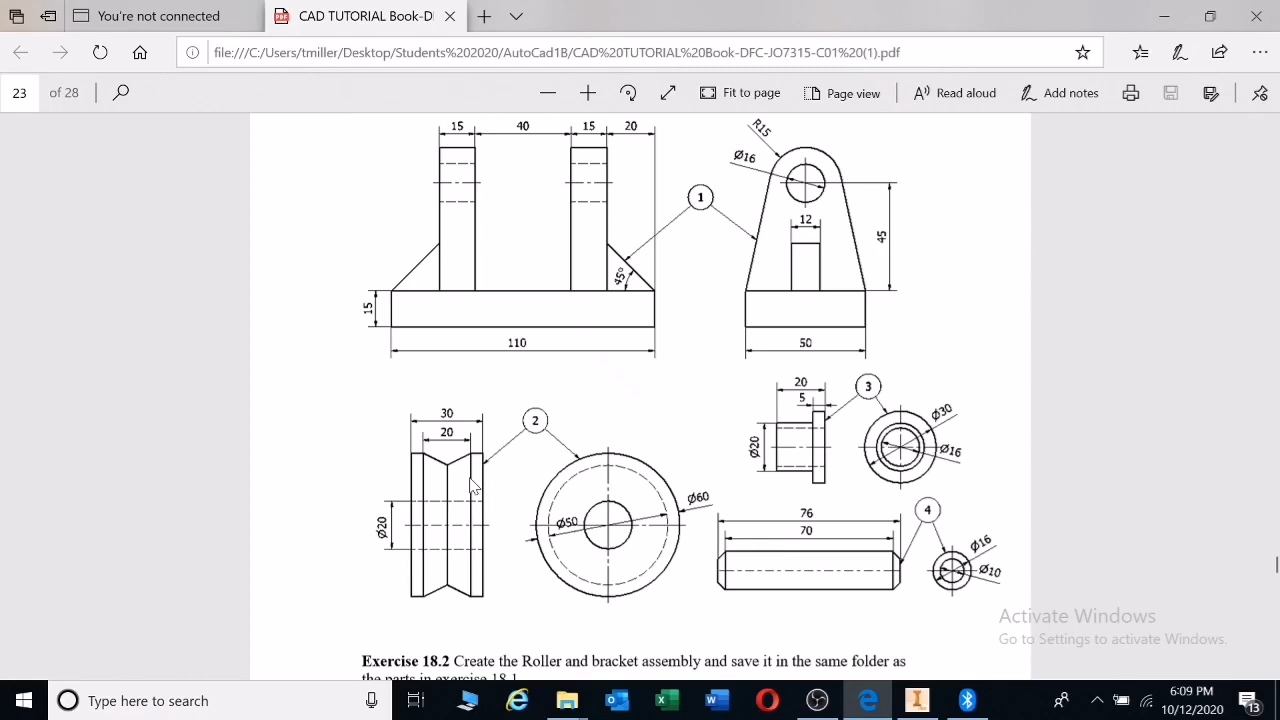 You're not connected
CAD TUTORIAL Book-D
file:///C:/Users/tmiller/Desktop/Students%202020/AutoCad1B/CAD%20TUTORIAL%20Book-DFC-JO7315-C01%20(1).pdf
23 of 28
Fit to page
Page view
Read aloud
Add notes
15 40 15 20
R15
Ø16
1
12
45
45°
15
110
50
20
5
3
Ø30
Ø20
Ø16
30
20
2
Ø20
Ø50
Ø60
76
70
4
Ø16
Ø10
Activate Windows
Go to Settings to activate Windows.
Exercise 18.2 Create the Roller and bracket assembly and save it in the same folder as
the parts in exercise 18.1
Type here to search
6:09 PM
10/12/2020
13